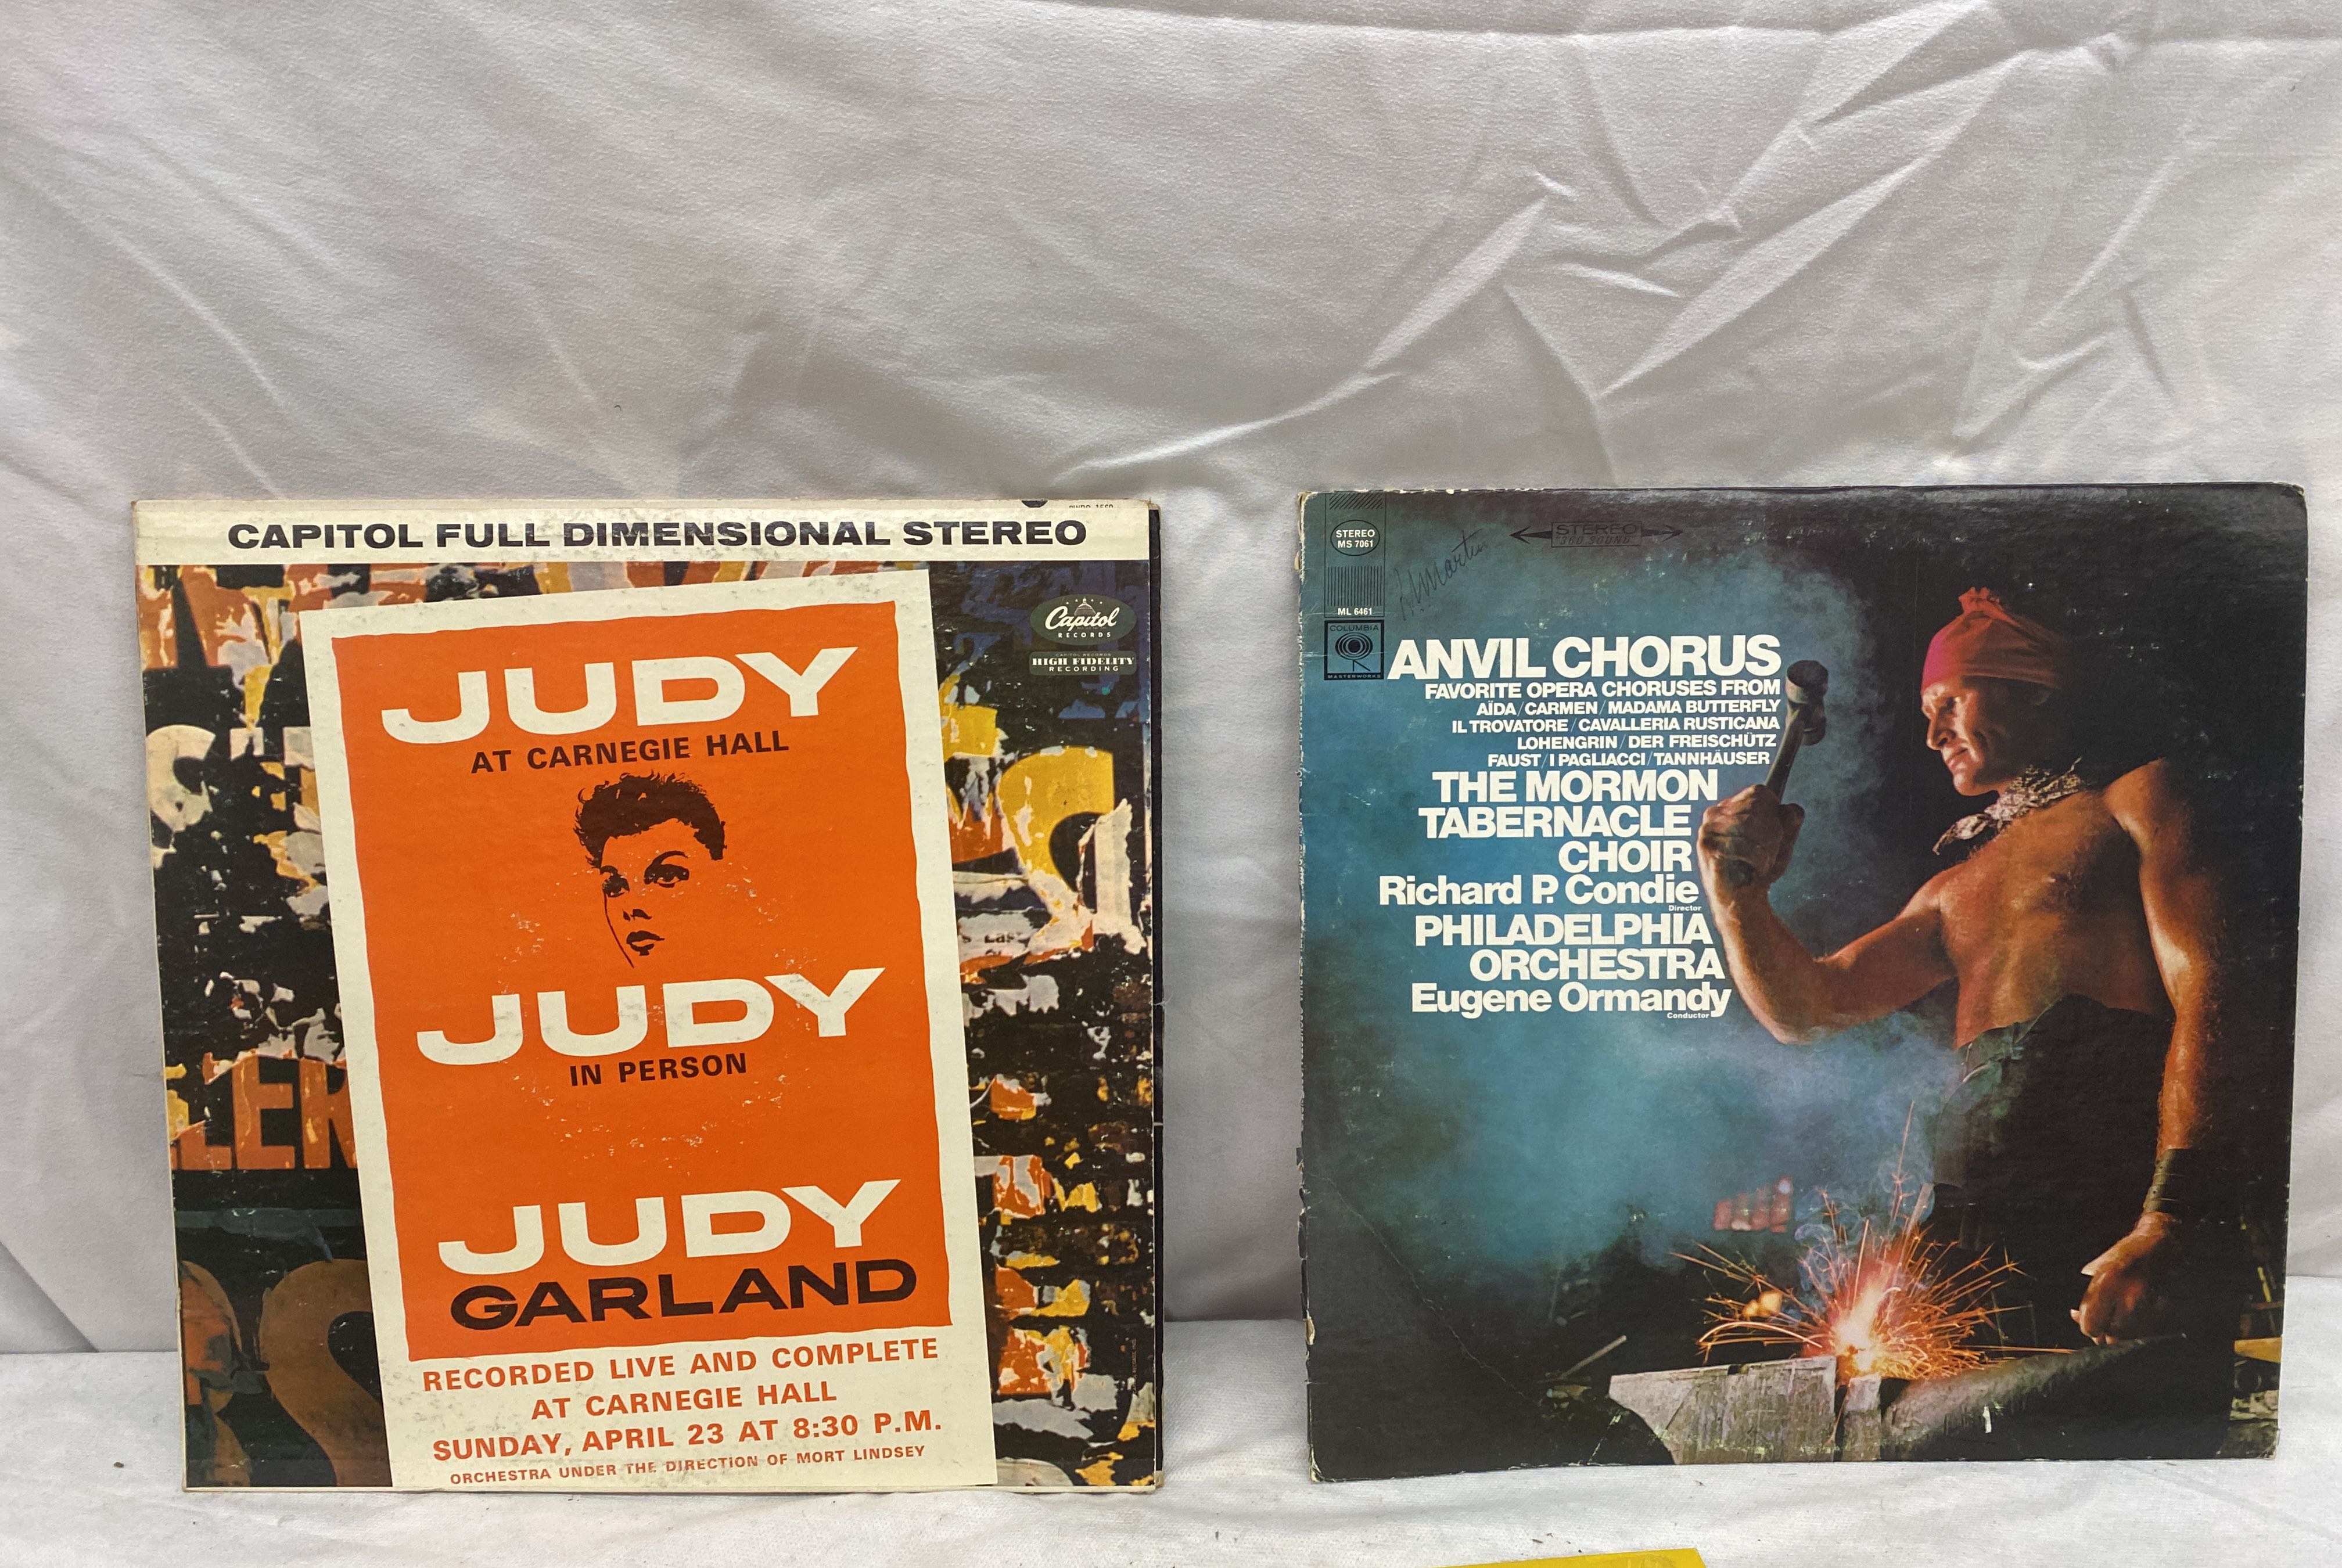 CAPITOL FULL DIMENSIONAL STEREO
Capitol
RECORDS
CAPITOL RECORDS
HIGH FIDELITY
RECORDING
JUDY
AT CARNEGIE HALL
JUDY
IN PERSON
JUDY
GARLAND
RECORDED LIVE AND COMPLETE
AT CARNEGIE HALL
SUNDAY, APRIL 23 AT 8:30 P.M.
ORCHESTRA UNDER THE DIRECTION OF MORT LINDSEY
LER
S
STEREO
MS 7061
ML 6461
COLUMBIA
MASTERWORKS
STEREO
360 SOUND
ANVIL CHORUS
FAVORITE OPERA CHORUSES FROM
AÏDA/CARMEN/MADAMA BUTTERFLY
IL TROVATORE/CAVALLERIA RUSTICANA
LOHENGRIN/DER FREISCHÜTZ
FAUST/I PAGLIACCI/TANNHÄUSER
THE MORMON
TABERNACLE
CHOIR
Richard P. Condie
Director
PHILADELPHIA
ORCHESTRA
Eugene Ormandy
Conductor